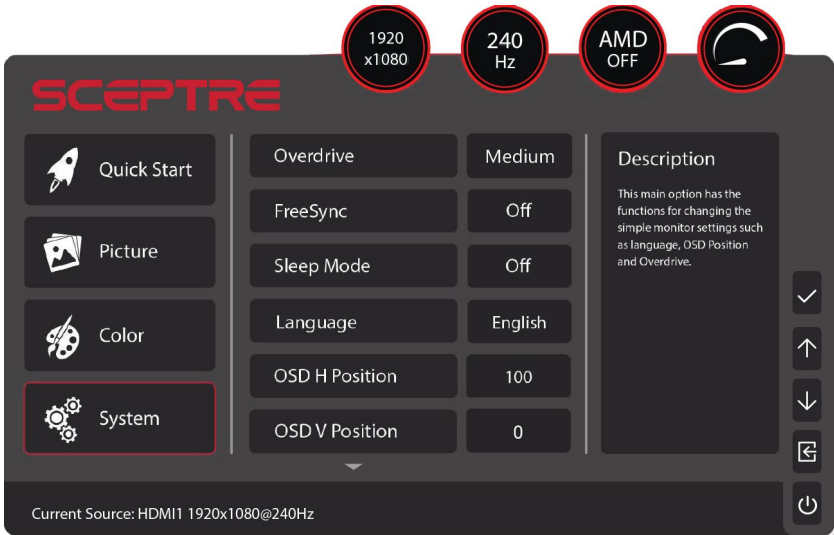 1920
x1080
240
Hz
AMD
OFF
SCEPTRE
Quick Start
Picture
Color
System
Overdrive Medium
FreeSync Off
Sleep Mode Off
Language English
OSD H Position 100
OSD V Position 0
Description
This main option has the
functions for changing the
simple monitor settings such
as language, OSD Position
and Overdrive.
Current Source: HDMI1 1920x1080@240Hz